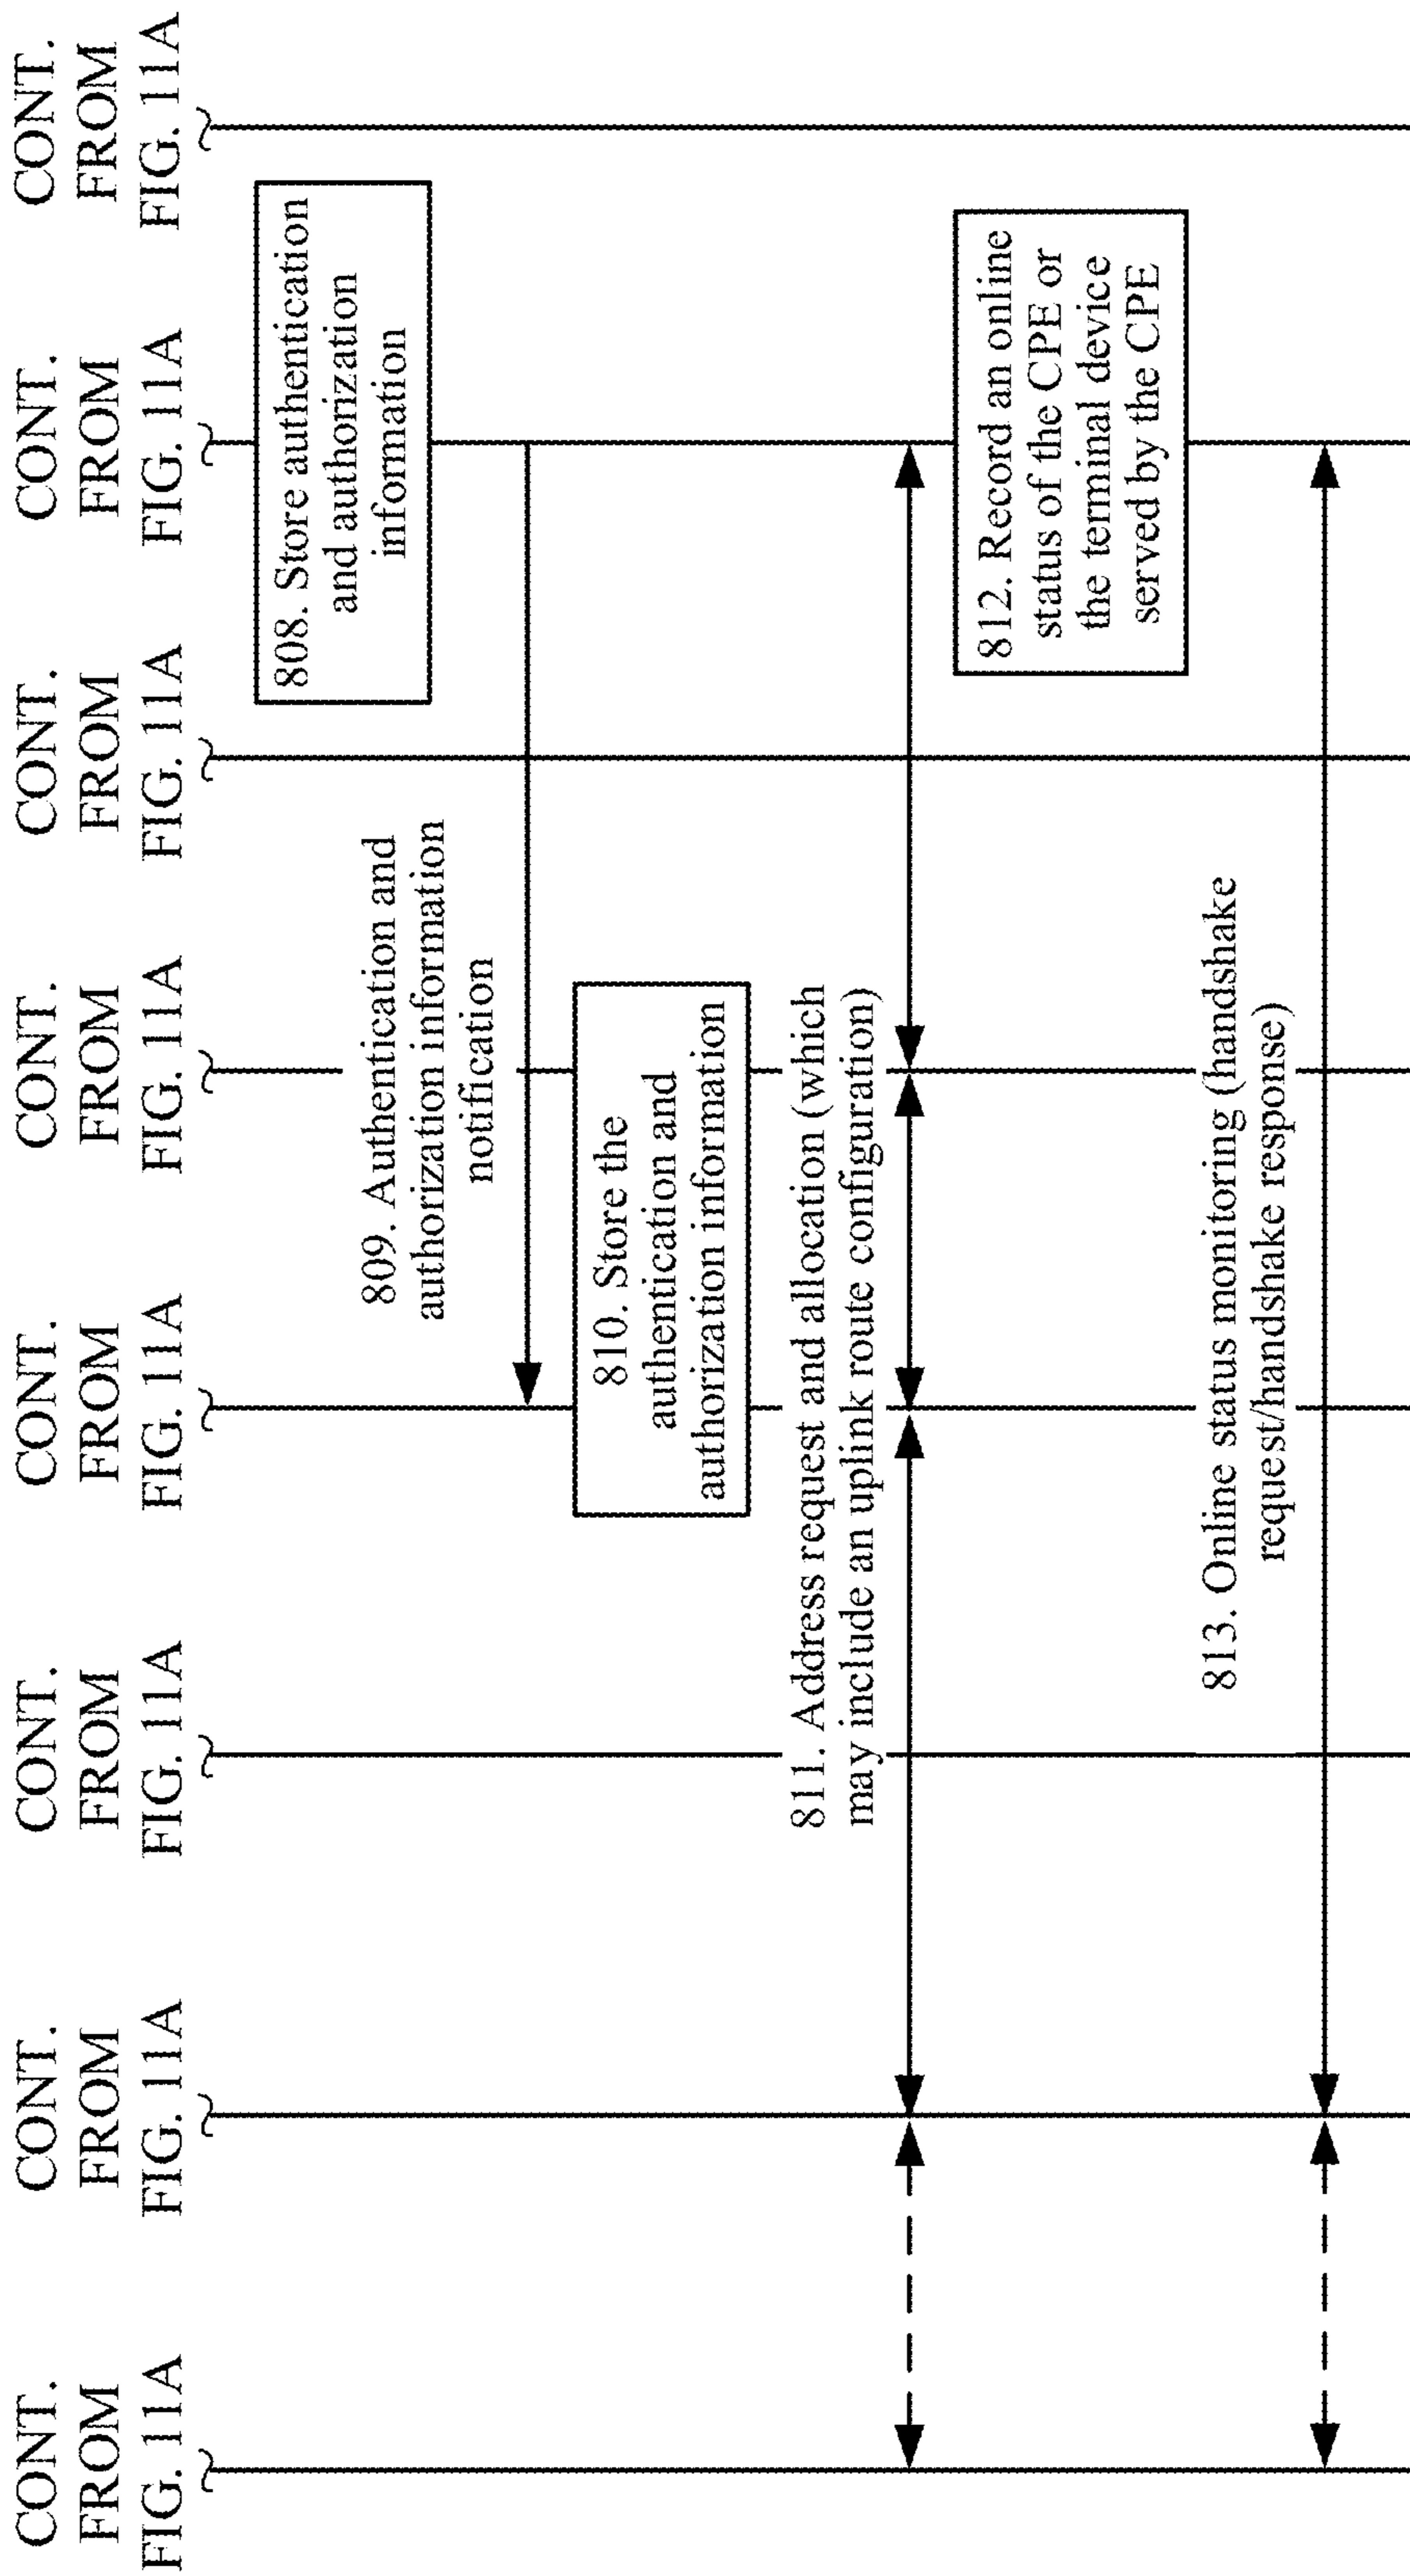 CONT.
FROM
FIG. 11A
CONT.
FROM
FIG. 11A
CONT.
FROM
FIG. 11A
CONT.
FROM
FIG. 11A
CONT.
FROM
FIG. 11A
CONT.
FROM
FIG. 11A
CONT.
FROM
FIG. 11A
CONT.
FROM
FIG. 11A
808. Store authentication
and authorization
information
809. Authentication and
authorization information
notification
810. Store the
authentication and
authorization information
811. Address request and allocation (which
may include an uplink route configuration)
812. Record an online
status of the CPE or
the terminal device
served by the CPE
813. Online status monitoring (handshake
request/handshake response)